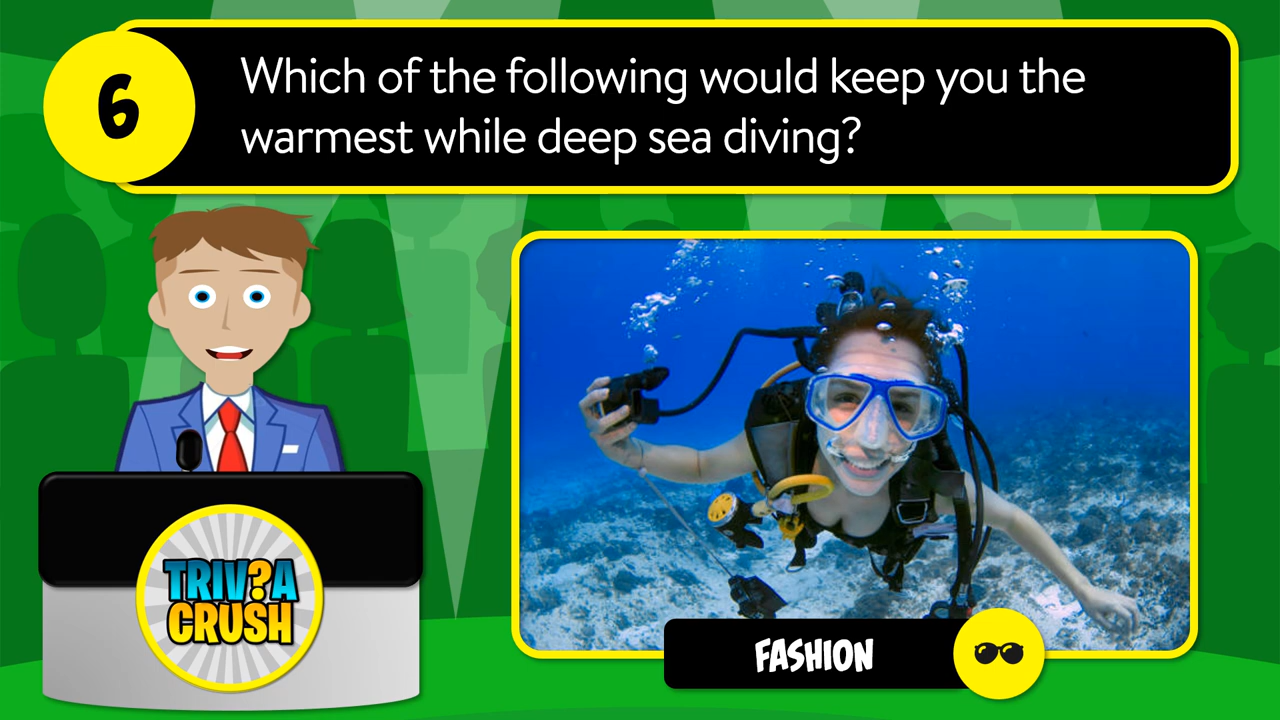 6
Which of the following would keep you the
warmest while deep sea diving?
TRIV?A
CRUSH
FASHION